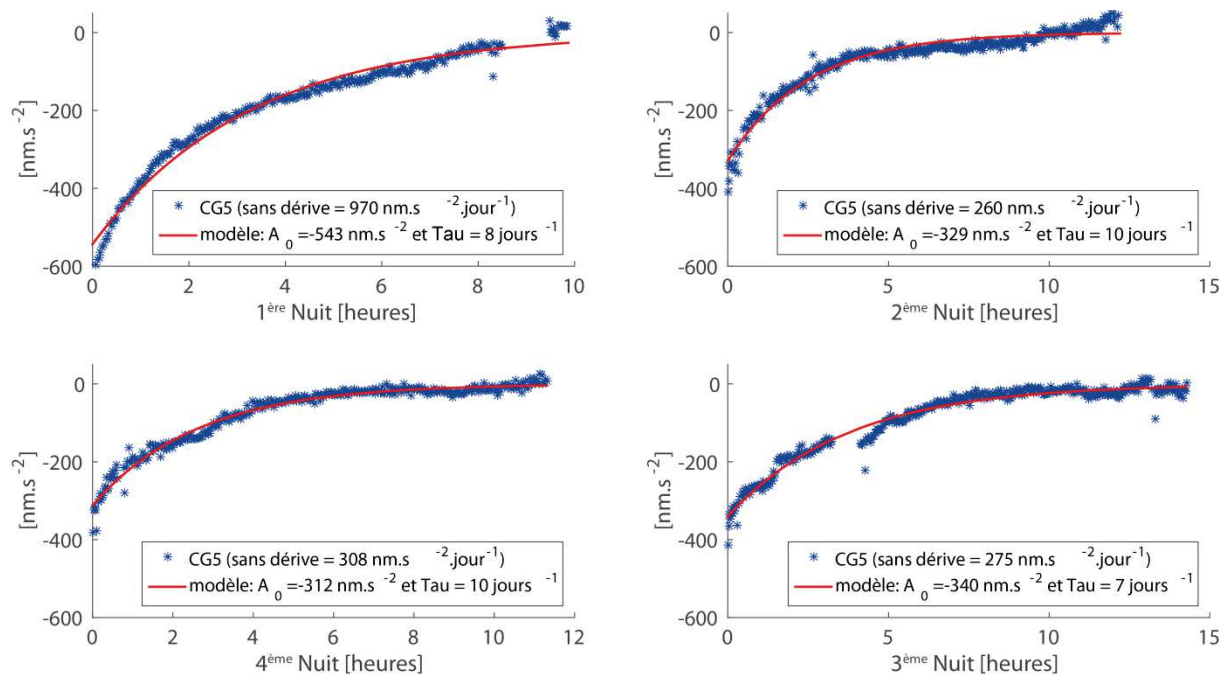 [nm.s⁻²]
0
-200
-400
-600
✳ CG5 (sans dérive = 970 nm.s ⁻².jour⁻¹)
modèle: A ₀ =-543 nm.s ⁻² et Tau = 8 jours ⁻¹
0 2 4 6 8 10
1ère Nuit [heures]
[nm.s⁻²]
0
-200
-400
-600
✳ CG5 (sans dérive = 260 nm.s ⁻².jour⁻¹)
modèle: A ₀ =-329 nm.s ⁻² et Tau = 10 jours ⁻¹
0 5 10 15
2ème Nuit [heures]
[nm.s⁻²]
0
-200
-400
-600
✳ CG5 (sans dérive = 308 nm.s ⁻².jour⁻¹)
modèle: A ₀ =-312 nm.s ⁻² et Tau = 10 jours ⁻¹
0 2 4 6 8 10 12
4ème Nuit [heures]
[nm.s⁻²]
0
-200
-400
-600
✳ CG5 (sans dérive = 275 nm.s ⁻².jour⁻¹)
modèle: A ₀ =-340 nm.s ⁻² et Tau = 7 jours ⁻¹
0 5 10 15
3ème Nuit [heures]